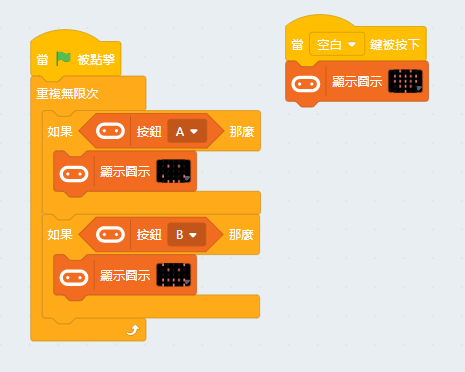 當 被點擊
重複無限次
如果 按鈕 A 那麼
顯示圖示
如果 按鈕 B 那麼
顯示圖示
當 空白 鍵被按下
顯示圖示